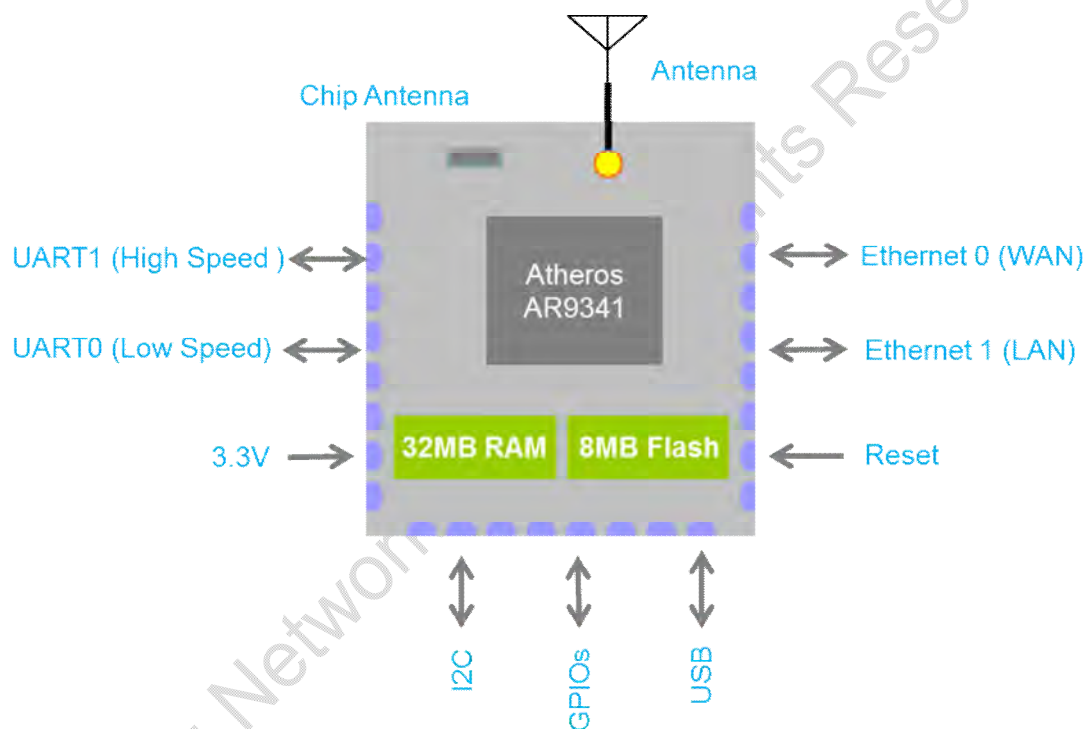 Antenna
Chip Antenna
UART1 (High Speed )
Atheros
AR9341
Ethernet 0 (WAN)
UART0 (Low Speed)
Ethernet 1 (LAN)
3.3V
32MB RAM
8MB Flash
Reset
I2C
GPIOs
USB